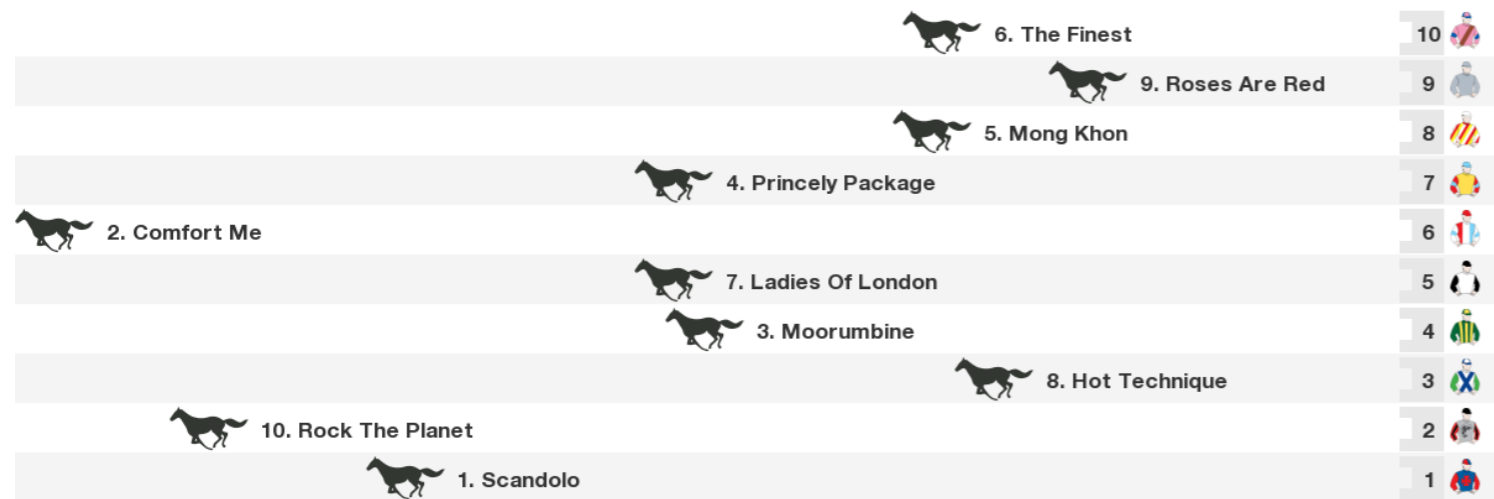 6. The Finest 10
9. Roses Are Red 9
5. Mong Khon 8
4. Princely Package 7
2. Comfort Me 6
7. Ladies Of London 5
3. Moorumbine 4
8. Hot Technique 3
10. Rock The Planet 2
1. Scandolo 1